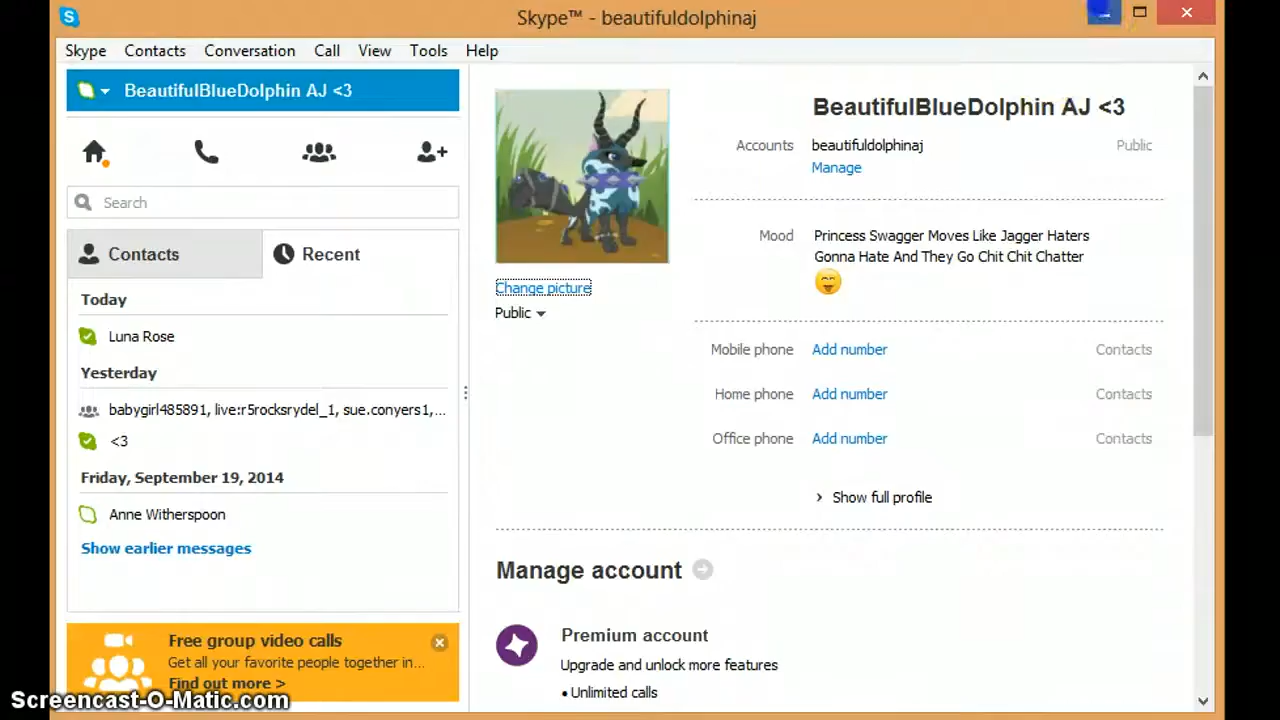 Skype™ - beautifuldolphinaj
Skype Contacts Conversation Call View Tools Help
BeautifulBlueDolphin AJ <3
Search
Contacts
Recent
Today
Luna Rose
Yesterday
babygirl485891, live:r5rocksrydel_1, sue.conyers1,...
<3
Friday, September 19, 2014
Anne Witherspoon
Show earlier messages
Free group video calls
Get all your favorite people together in...
Find out more >
Change picture
Public
BeautifulBlueDolphin AJ <3
Accounts beautifuldolphinaj Public
Manage
Mood Princess Swagger Moves Like Jagger Haters
Gonna Hate And They Go Chit Chit Chatter
Mobile phone Add number Contacts
Home phone Add number Contacts
Office phone Add number Contacts
Show full profile
Manage account
Premium account
Upgrade and unlock more features
• Unlimited calls
Screencast-O-Matic.com